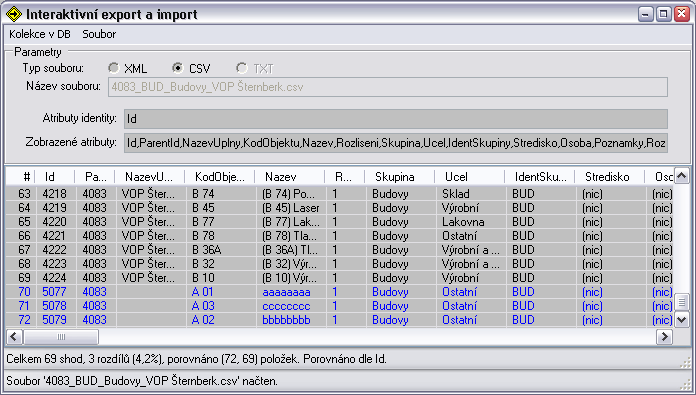 Interaktivní export a import
Kolekce v DB Soubor
Parametry
Typ souboru: XML CSV TXT
Název souboru: 4083_BUD_Budovy_VOP Šternberk.csv
Atributy identity: Id
Zobrazené atributy: Id,ParentId,NazevUplny,KodObjektu,Nazev,Rozliseni,Skupina,Ucel,IdentSkupiny,Stredisko,Osoba,Poznamky,Roz
# Id Pa... NazevU... KodObje... Nazev R... Skupina Ucel IdentSku... Stredisko Osc
63 4218 4083 VOP Šter... B 74 (B 74) Po... 1 Budovy Sklad BUD (nic) (nic)
64 4219 4083 VOP Šter... B 45 (B 45) Laser 1 Budovy Výrobní BUD (nic) (nic)
65 4220 4083 VOP Šter... B 77 (B 77) Lak... 1 Budovy Lakovna BUD (nic) (nic)
66 4221 4083 VOP Šter... B 78 (B 78) Tla... 1 Budovy Ostatní BUD (nic) (nic)
67 4222 4083 VOP Šter... B 36A (B 36A) Tl... 1 Budovy Výrobní a ... BUD (nic) (nic)
68 4223 4083 VOP Šter... B 32 (B 32) Výr... 1 Budovy Výrobní a ... BUD (nic) (nic)
69 4224 4083 VOP Šter... B 10 (B 10) Výr... 1 Budovy Výrobní BUD (nic) (nic)
70 5077 4083 A 01 aaaaaaaa 1 Budovy Ostatní BUD (nic) (nic)
71 5078 4083 A 03 cccccccc 1 Budovy Ostatní BUD (nic) (nic)
72 5079 4083 A 02 bbbbbbbb 1 Budovy Ostatní BUD (nic) (nic)
Celkem 69 shod, 3 rozdílů (4,2%), porovnáno (72, 69) položek. Porovnáno dle Id.
Soubor '4083_BUD_Budovy_VOP Šternberk.csv' načten.